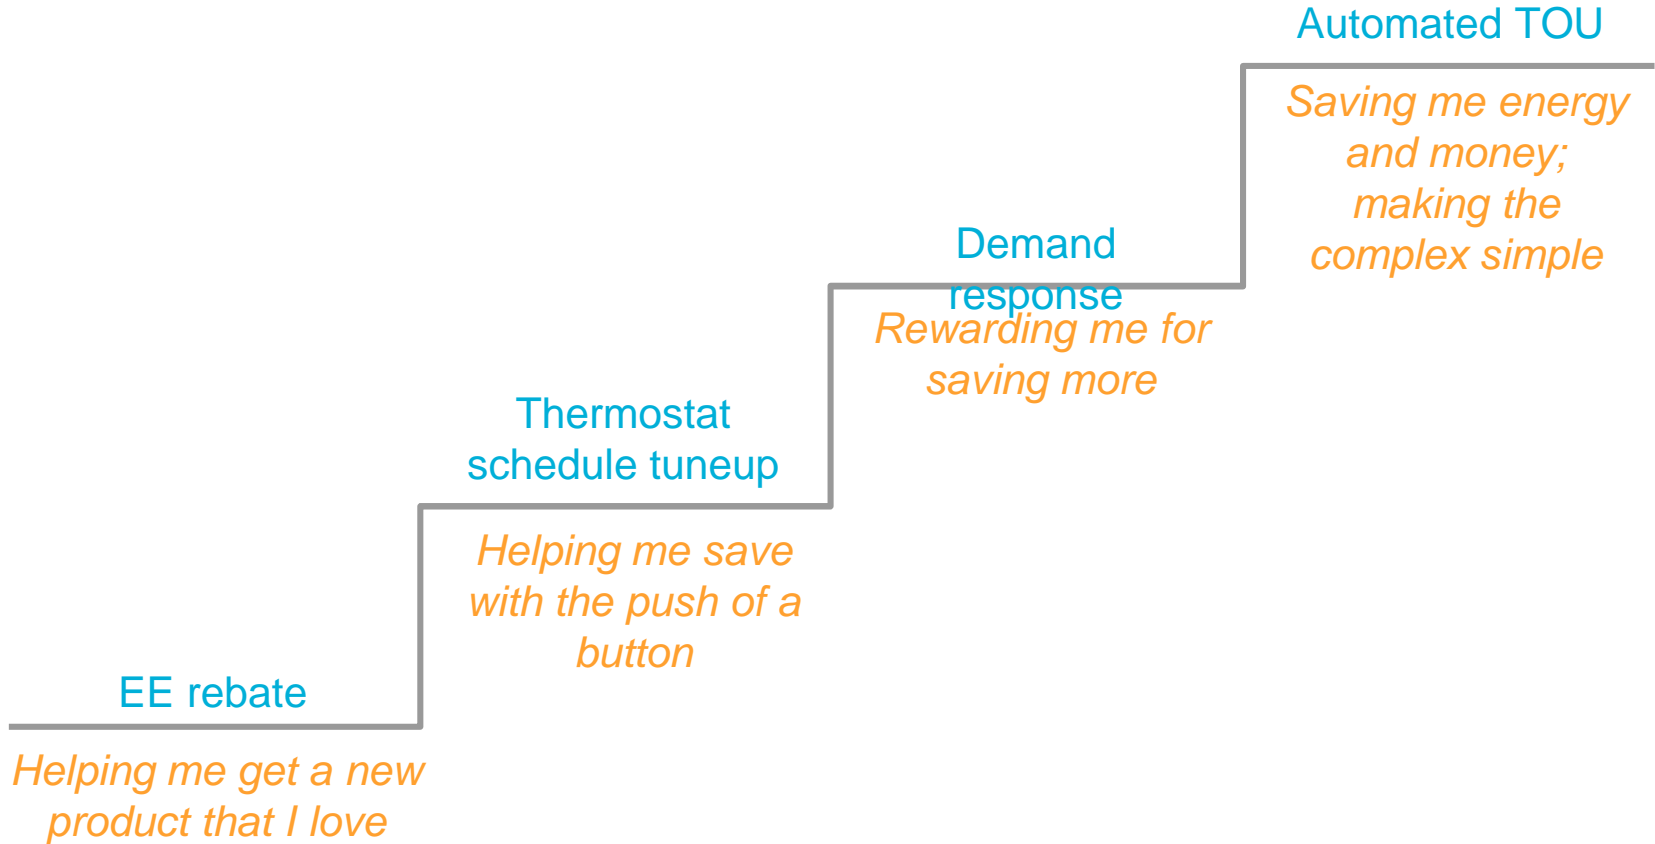 Automated TOU
Saving me energy
and money;
making the
complex simple
Demand
response
Rewarding me for
saving more
Thermostat
schedule tuneup
Helping me save
with the push of a
button
EE rebate
Helping me get a new
product that I love